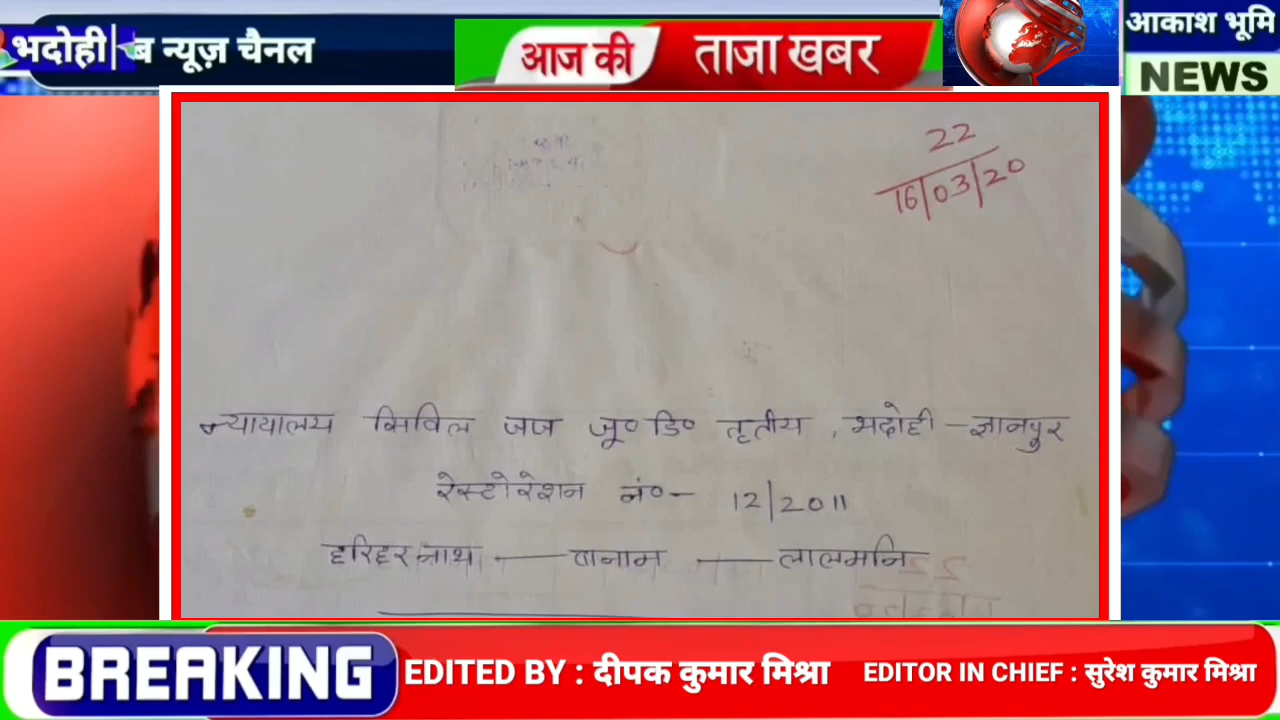 भदोही
ब न्यूज़ चैनल
आज की ताजा खबर
आकाश भूमि
NEWS
22
16/03/20
न्यायालय सिविल जज जू० डि० तृतीय, भदोही - ज्ञानपुर
रेस्टोरेशन नं०- 12/2011
हरिहर नाथ — बनाम — लालमनि
BREAKING
EDITED BY : दीपक कुमार मिश्रा EDITOR IN CHIEF : सुरेश कुमार मिश्रा